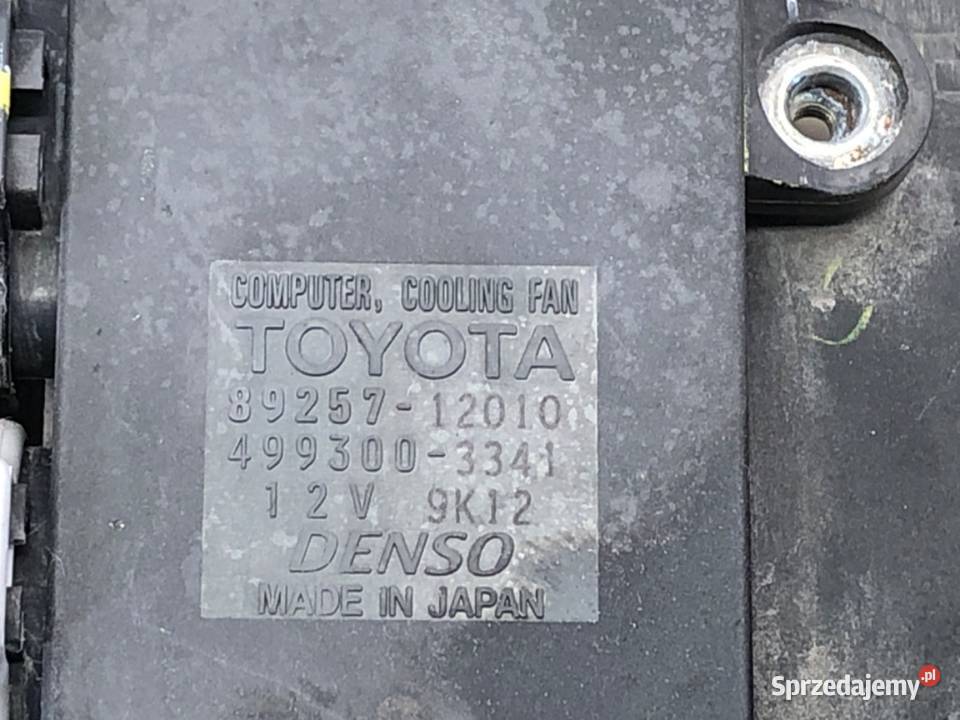 COMPUTER, COOLING FAN
TOYOTA
89257-12010
499300-3341
12V 9K12
DENSO
MADE IN JAPAN
Sprzedajemy.pl